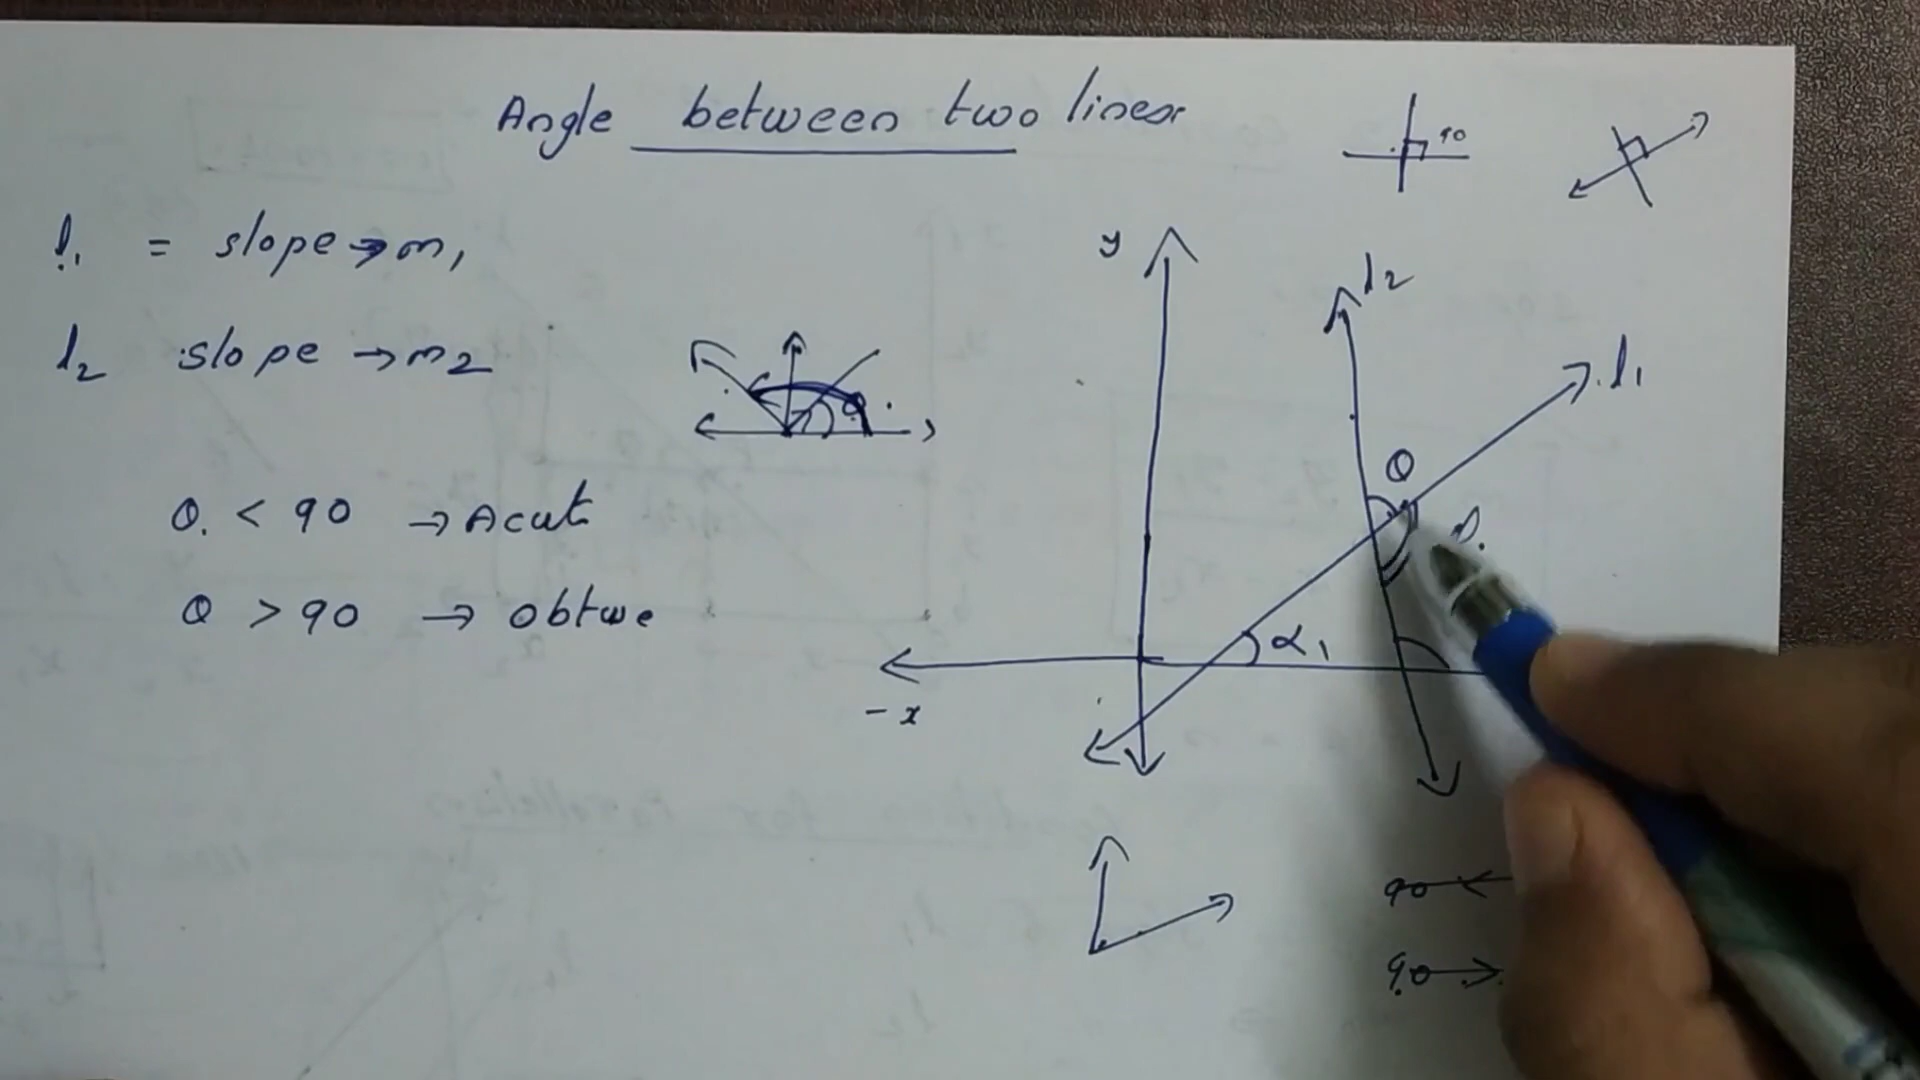 Angle between two lines
90
l₁ = slope → m₁
y
l₂
l₂ slope → m₂
l₁
θ
θ
θ < 90 → Acut
θ > 90 → Obtuse
α₁
-x
90
90